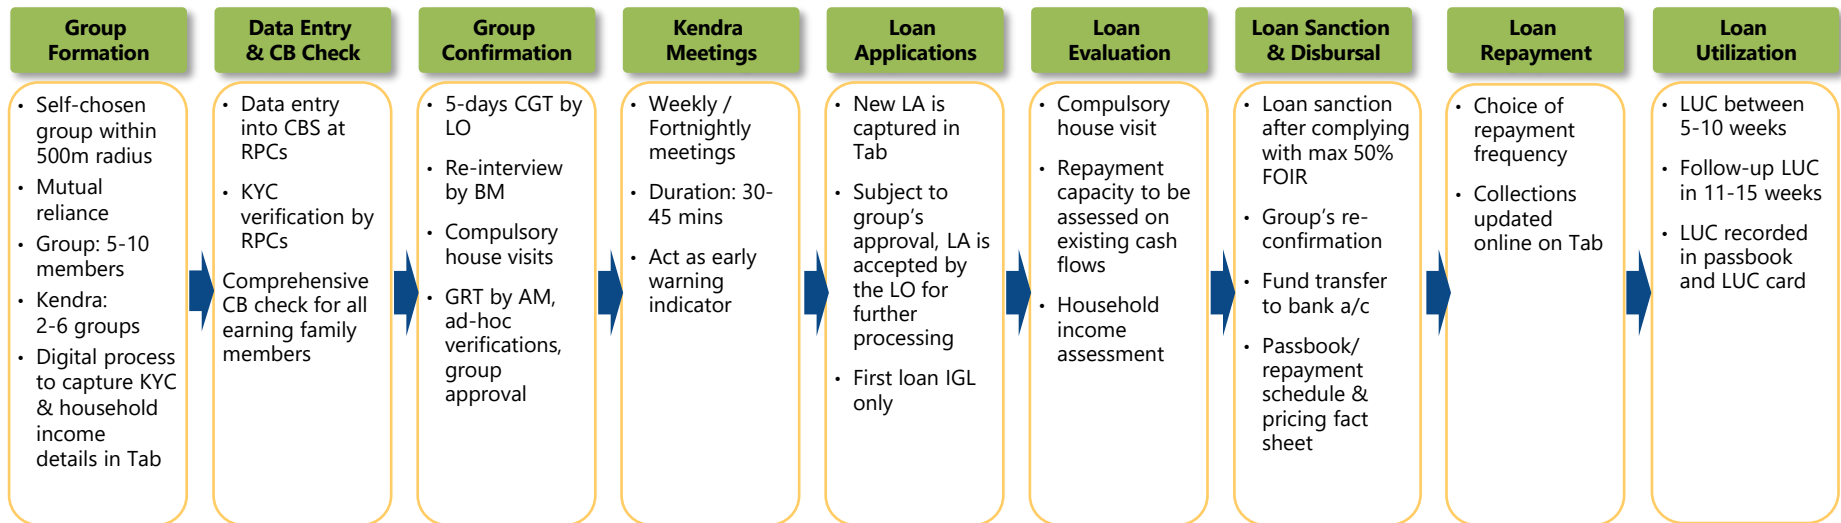 Group
Formation
• Self-chosen
group within
500m radius
• Mutual
reliance
• Group: 5-10
members
• Kendra:
2-6 groups
• Digital process
to capture KYC
& household
income
details in Tab
Data Entry
& CB Check
• Data entry
into CBS at
RPCs
• KYC
verification by
RPCs
Comprehensive
CB check for all
earning family
members
Group
Confirmation
• 5-days CGT by
LO
• Re-interview
by BM
• Compulsory
house visits
• GRT by AM,
ad-hoc
verifications,
group
approval
Kendra
Meetings
• Weekly /
Fortnightly
meetings
• Duration: 30-
45 mins
• Act as early
warning
indicator
Loan
Applications
• New LA is
captured in
Tab
• Subject to
group's
approval, LA is
accepted by
the LO for
further
processing
• First loan IGL
only
Loan
Evaluation
• Compulsory
house visit
• Repayment
capacity to be
assessed on
existing cash
flows
• Household
income
assessment
Loan Sanction
& Disbursal
• Loan sanction
after complying
with max 50%
FOIR
• Group's re-
confirmation
• Fund transfer
to bank a/c
• Passbook/
repayment
schedule &
pricing fact
sheet
Loan
Repayment
• Choice of
repayment
frequency
• Collections
updated
online on Tab
Loan
Utilization
• LUC between
5-10 weeks
• Follow-up LUC
in 11-15 weeks
• LUC recorded
in passbook
and LUC card